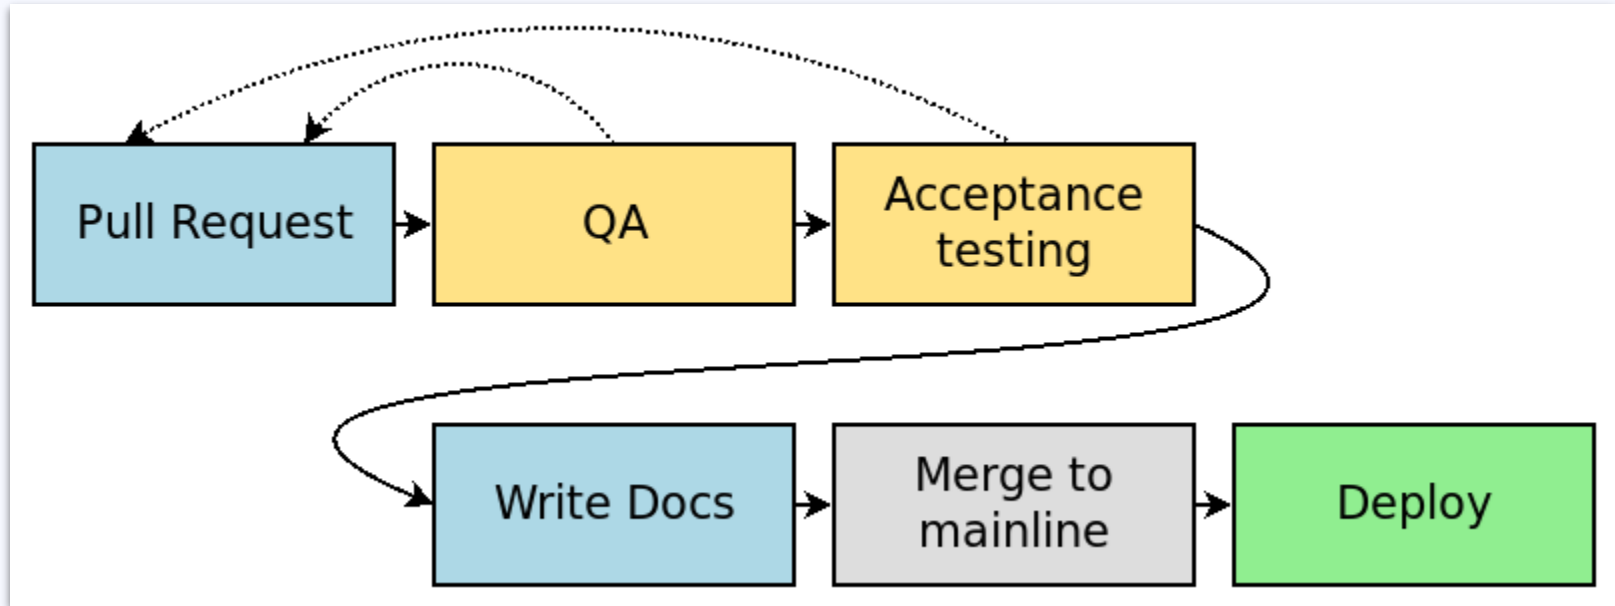 Pull Request
QA
Acceptance
testing
Write Docs
Merge to
mainline
Deploy